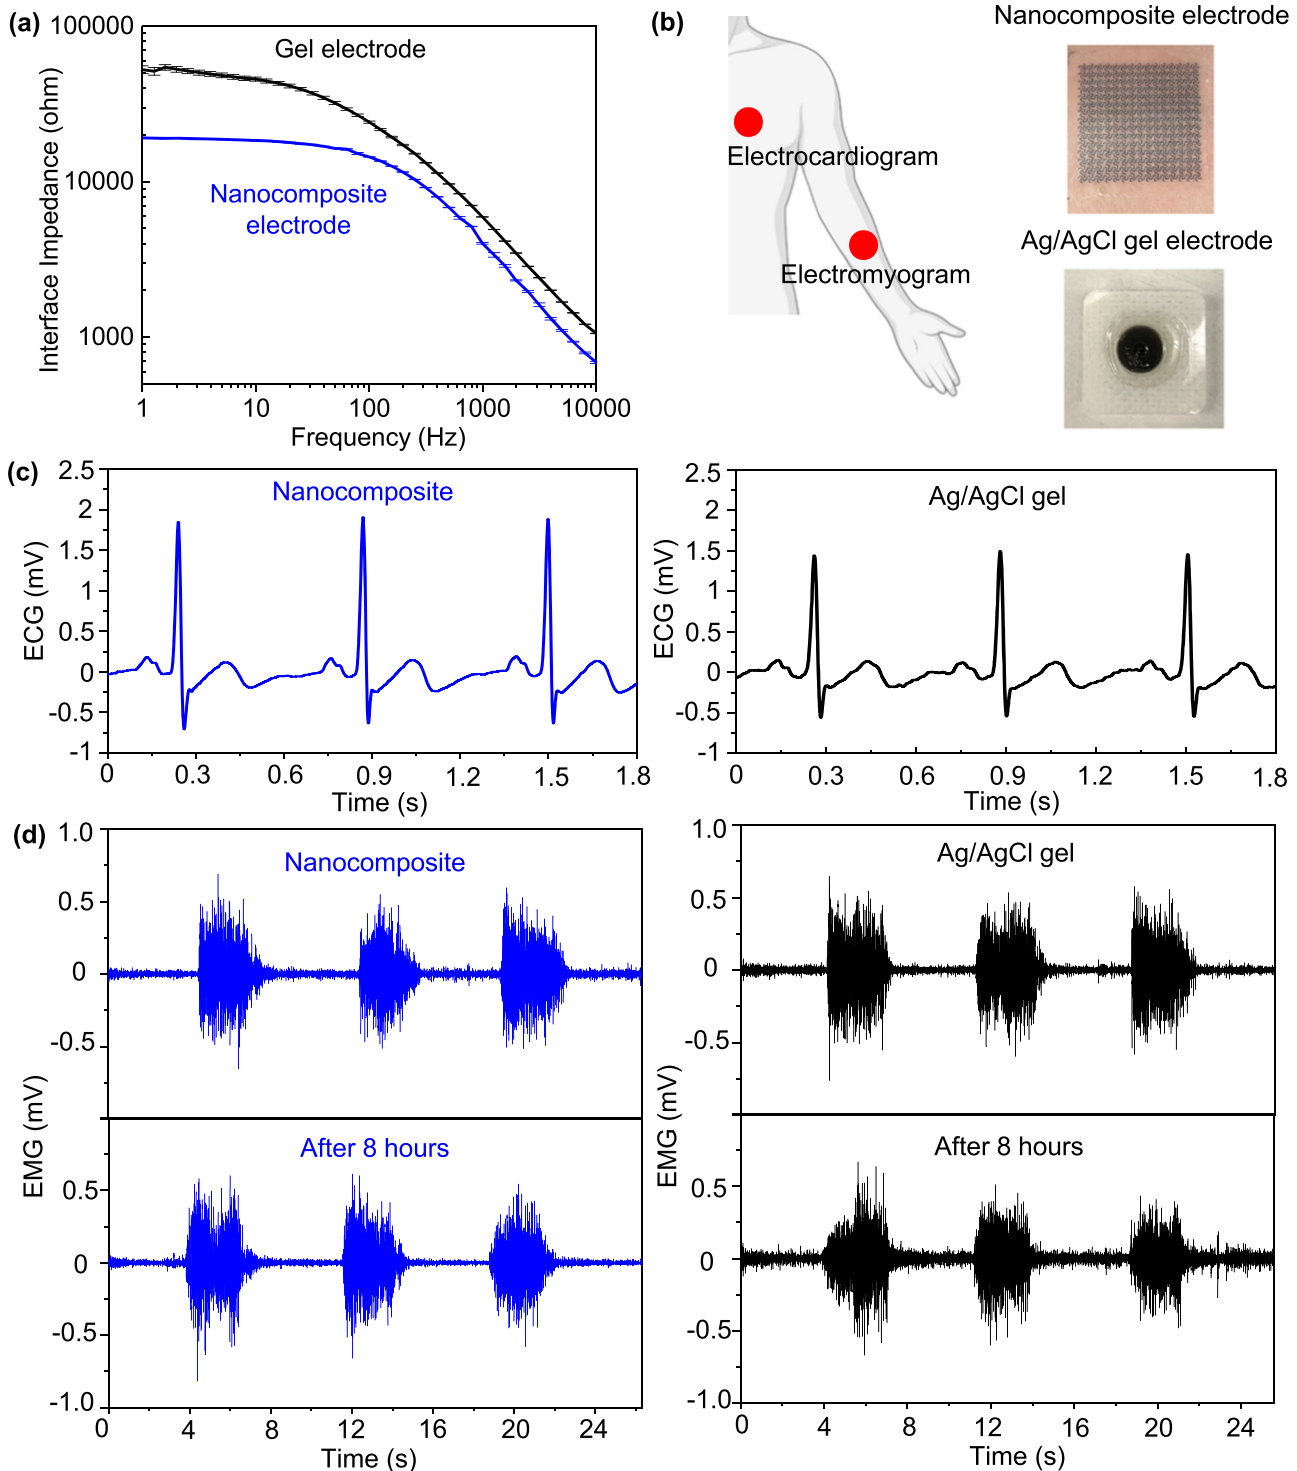 (a)
100000
10000
1000
Interface Impedance (ohm)
Gel electrode
Nanocomposite
electrode
1 10 100 1000 10000
Frequency (Hz)
(b)
Electrocardiogram
Electromyogram
Nanocomposite electrode
Ag/AgCl gel electrode
(c)
2.5
2
1.5
1
0.5
0
-0.5
-1
ECG (mV)
Nanocomposite
0 0.3 0.6 0.9 1.2 1.5 1.8
Time (s)
2.5
2
1.5
1
0.5
0
-0.5
-1
ECG (mV)
Ag/AgCl gel
0 0.3 0.6 0.9 1.2 1.5 1.8
Time (s)
(d)
1.0
0.5
0
-0.5
Nanocomposite
EMG (mV)
After 8 hours
0.5
0
-0.5
-1.0
0 4 8 12 16 20 24
Time (s)
1.0
0.5
0
-0.5
Ag/AgCl gel
EMG (mV)
After 8 hours
0.5
0
-0.5
-1.0
0 4 8 12 16 20 24
Time (s)